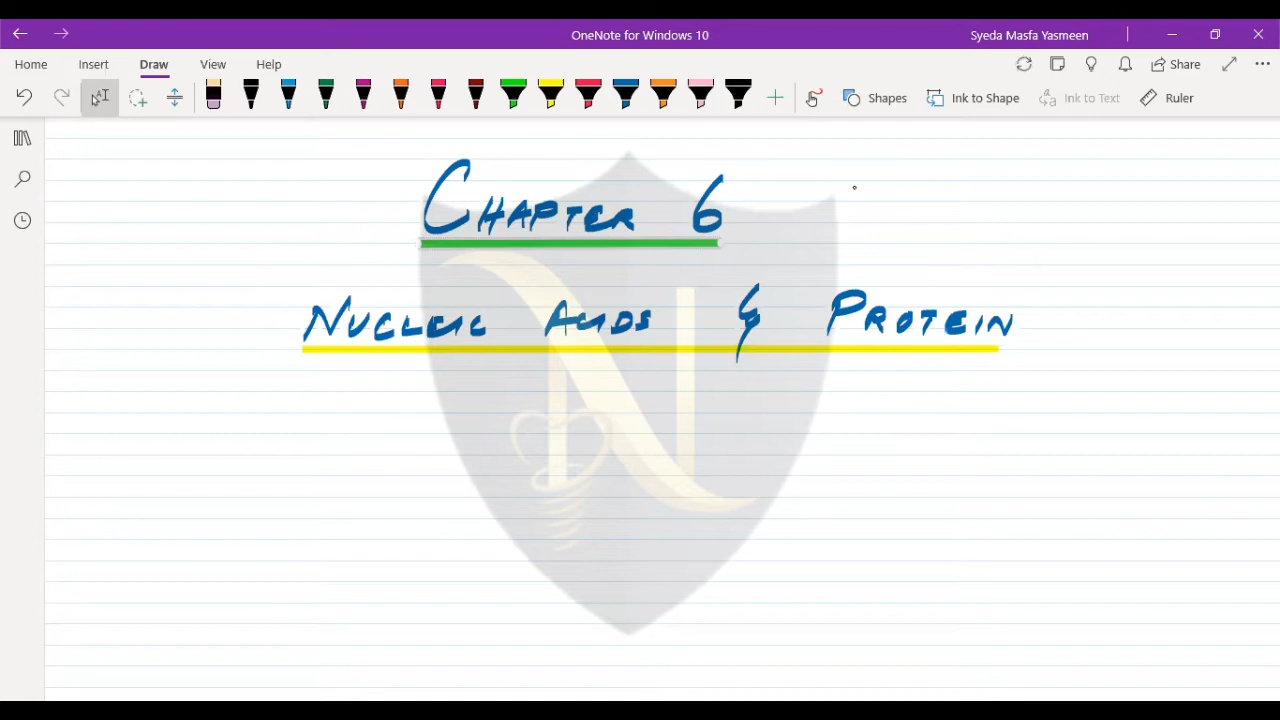 OneNote for Windows 10
Syeda Masfa Yasmeen
Home Insert Draw View Help
Share
Shapes Ink to Shape Ink to Text Ruler
CHAPTER 6
NUCLEIC ACIDS & PROTEIN
N